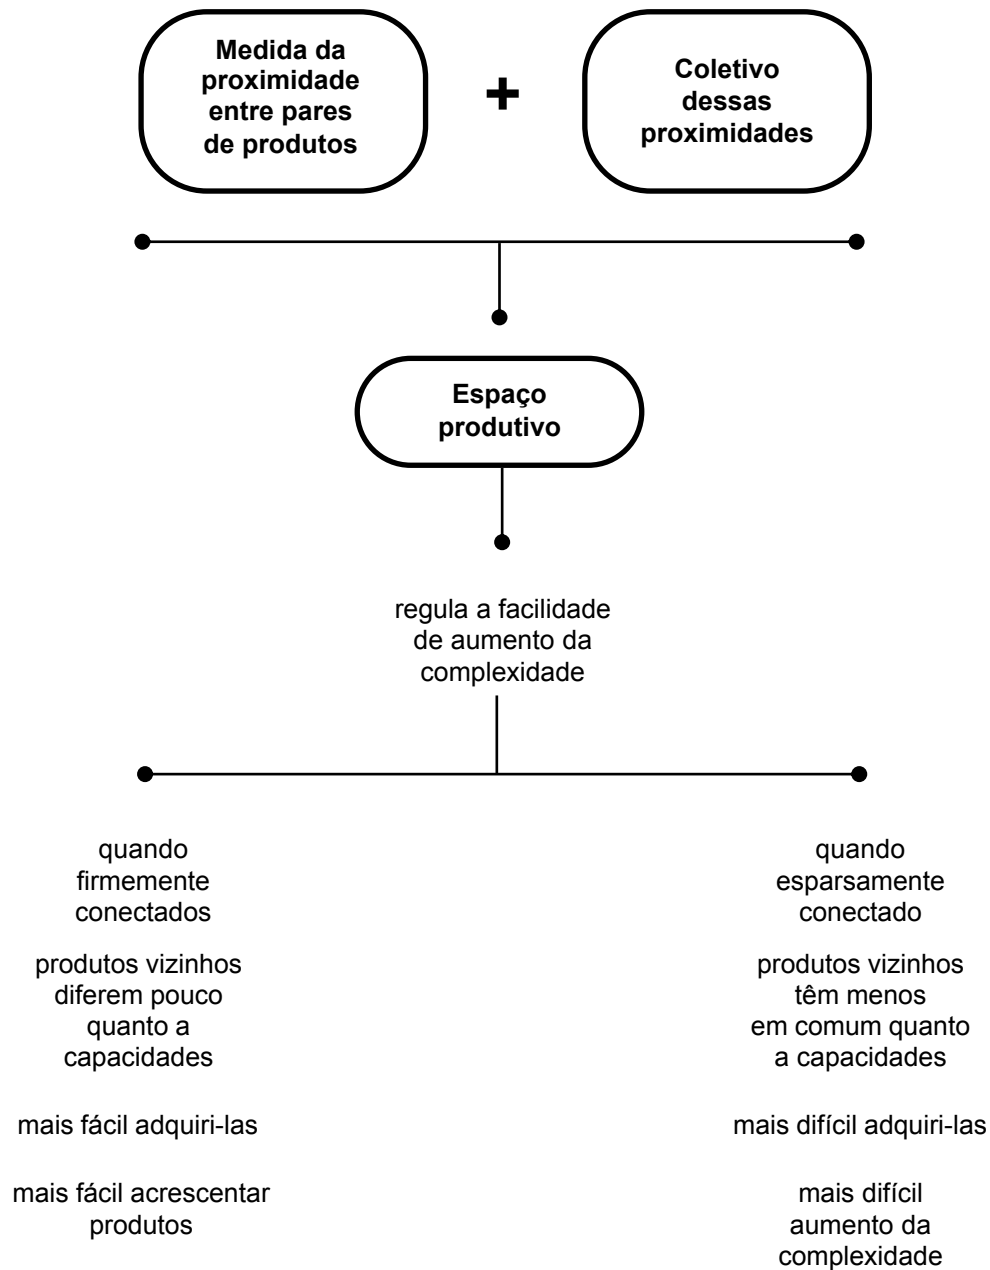 Medida da
proximidade
entre pares
de produtos
+
Coletivo
dessas
proximidades
Espaço
produtivo
regula a facilidade
de aumento da
complexidade
quando
firmemente
conectados
produtos vizinhos
diferem pouco
quanto a
capacidades
mais fácil adquiri-las
mais fácil acrescentar
produtos
quando
esparsamente
conectado
produtos vizinhos
têm menos
em comum quanto
a capacidades
mais difícil adquiri-las
mais difícil
aumento da
complexidade